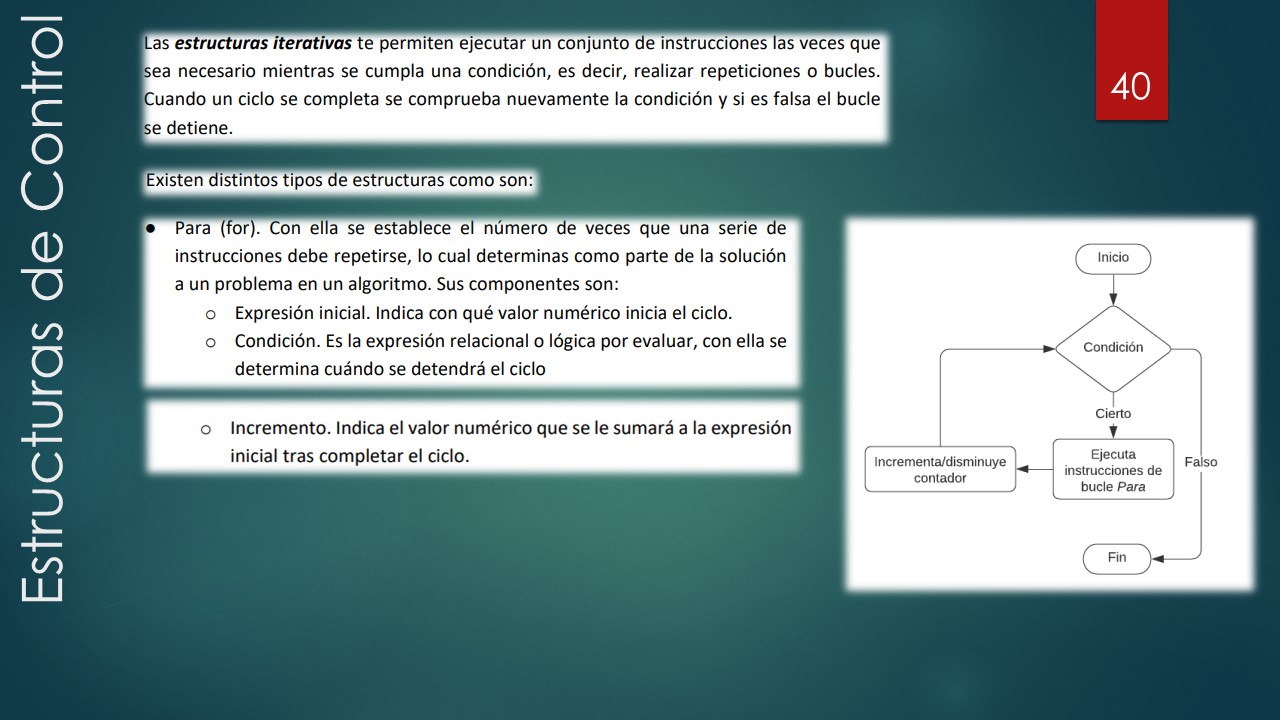 Estructuras de Control
Las estructuras iterativas te permiten ejecutar un conjunto de instrucciones las veces que
sea necesario mientras se cumpla una condición, es decir, realizar repeticiones o bucles.
Cuando un ciclo se completa se comprueba nuevamente la condición y si es falsa el bucle
se detiene.
40
Existen distintos tipos de estructuras como son:
● Para (for). Con ella se establece el número de veces que una serie de
instrucciones debe repetirse, lo cual determinas como parte de la solución
a un problema en un algoritmo. Sus componentes son:
○ Expresión inicial. Indica con qué valor numérico inicia el ciclo.
○ Condición. Es la expresión relacional o lógica por evaluar, con ella se
determina cuándo se detendrá el ciclo
○ Incremento. Indica el valor numérico que se le sumará a la expresión
inicial tras completar el ciclo.
Inicio
Condición
Cierto
Ejecuta
instrucciones de
bucle Para
Incrementa/disminuye
contador
Falso
Fin